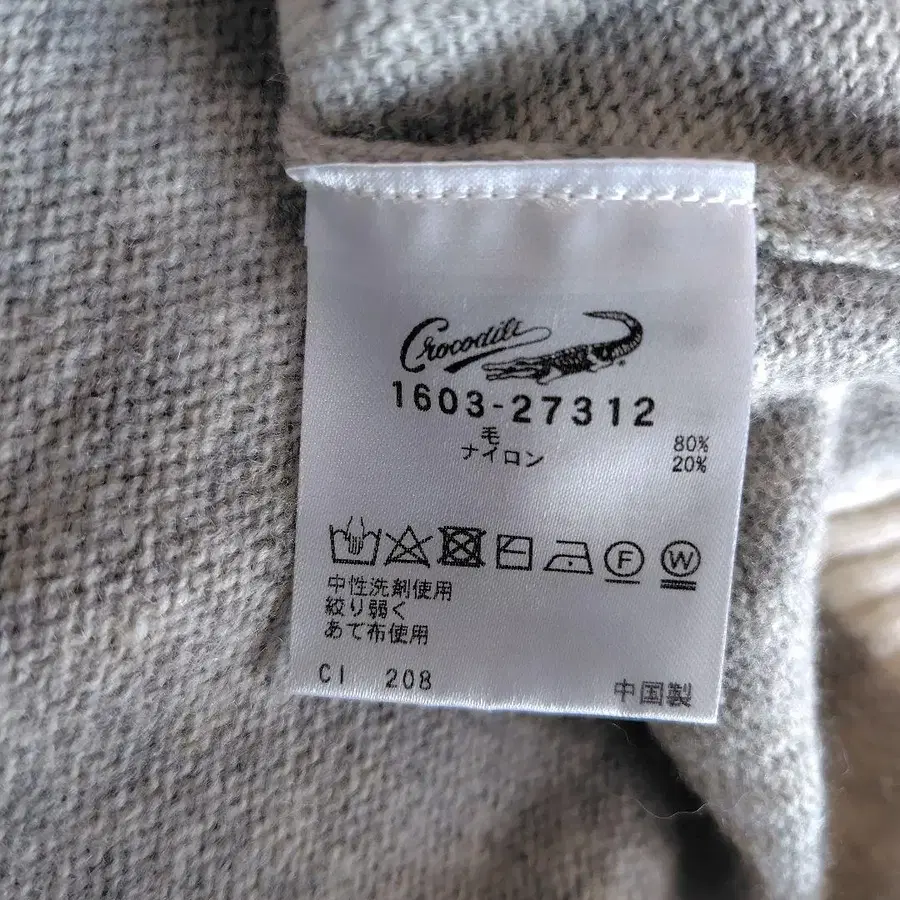 Crocodile
1603-27312
毛 80%
ナイロン 20%
F W
中性洗剤使用
絞り弱く
あて布使用
CI 208
中国製